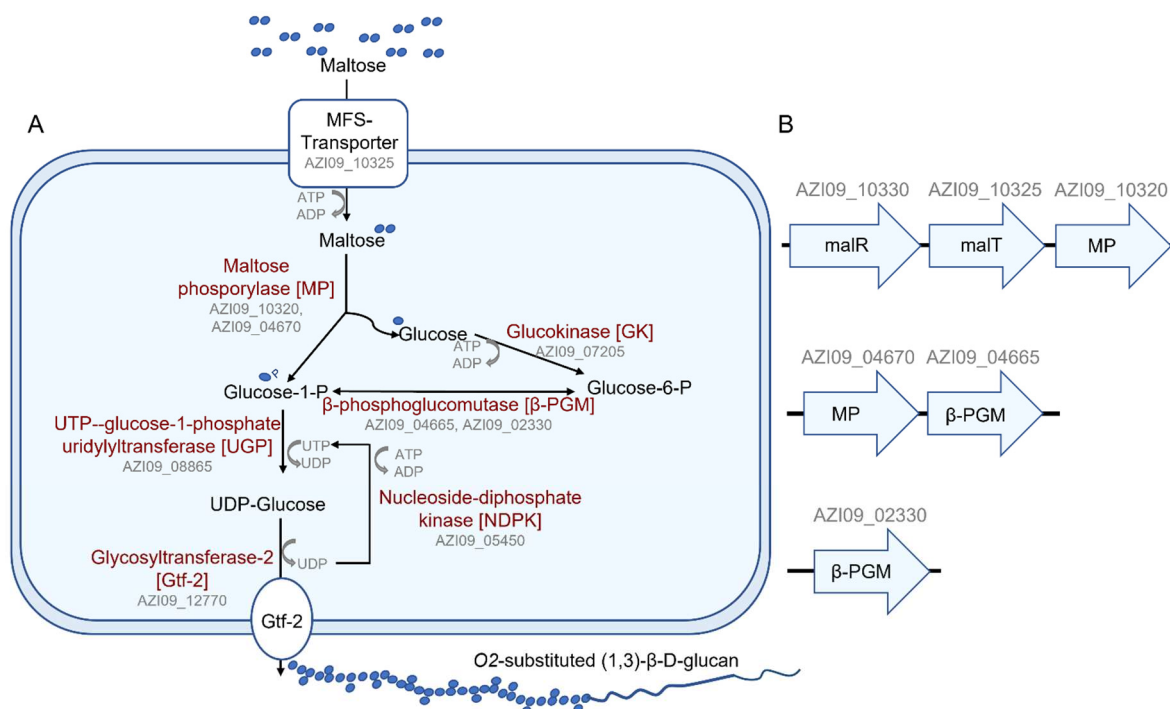 Maltose
A
MFS-
Transporter
AZI09_10325
ATP
ADP
Maltose
Maltose
phosporylase [MP]
AZI09_10320,
AZI09_04670
Glucose
ATP
ADP
Glucokinase [GK]
AZI09_07205
P
Glucose-1-P
Glucose-6-P
β-phosphoglucomutase [β-PGM]
AZI09_04665, AZI09_02330
UTP--glucose-1-phosphate
uridylyltransferase [UGP]
AZI09_08865
UTP
UDP
ATP
ADP
UDP-Glucose
Nucleoside-diphosphate
kinase [NDPK]
AZI09_05450
Glycosyltransferase-2
[Gtf-2]
AZI09_12770
UDP
Gtf-2
O2-substituted (1,3)-β-D-glucan
B
AZI09_10330 AZI09_10325 AZI09_10320
malR malT MP
AZI09_04670 AZI09_04665
MP β-PGM
AZI09_02330
β-PGM